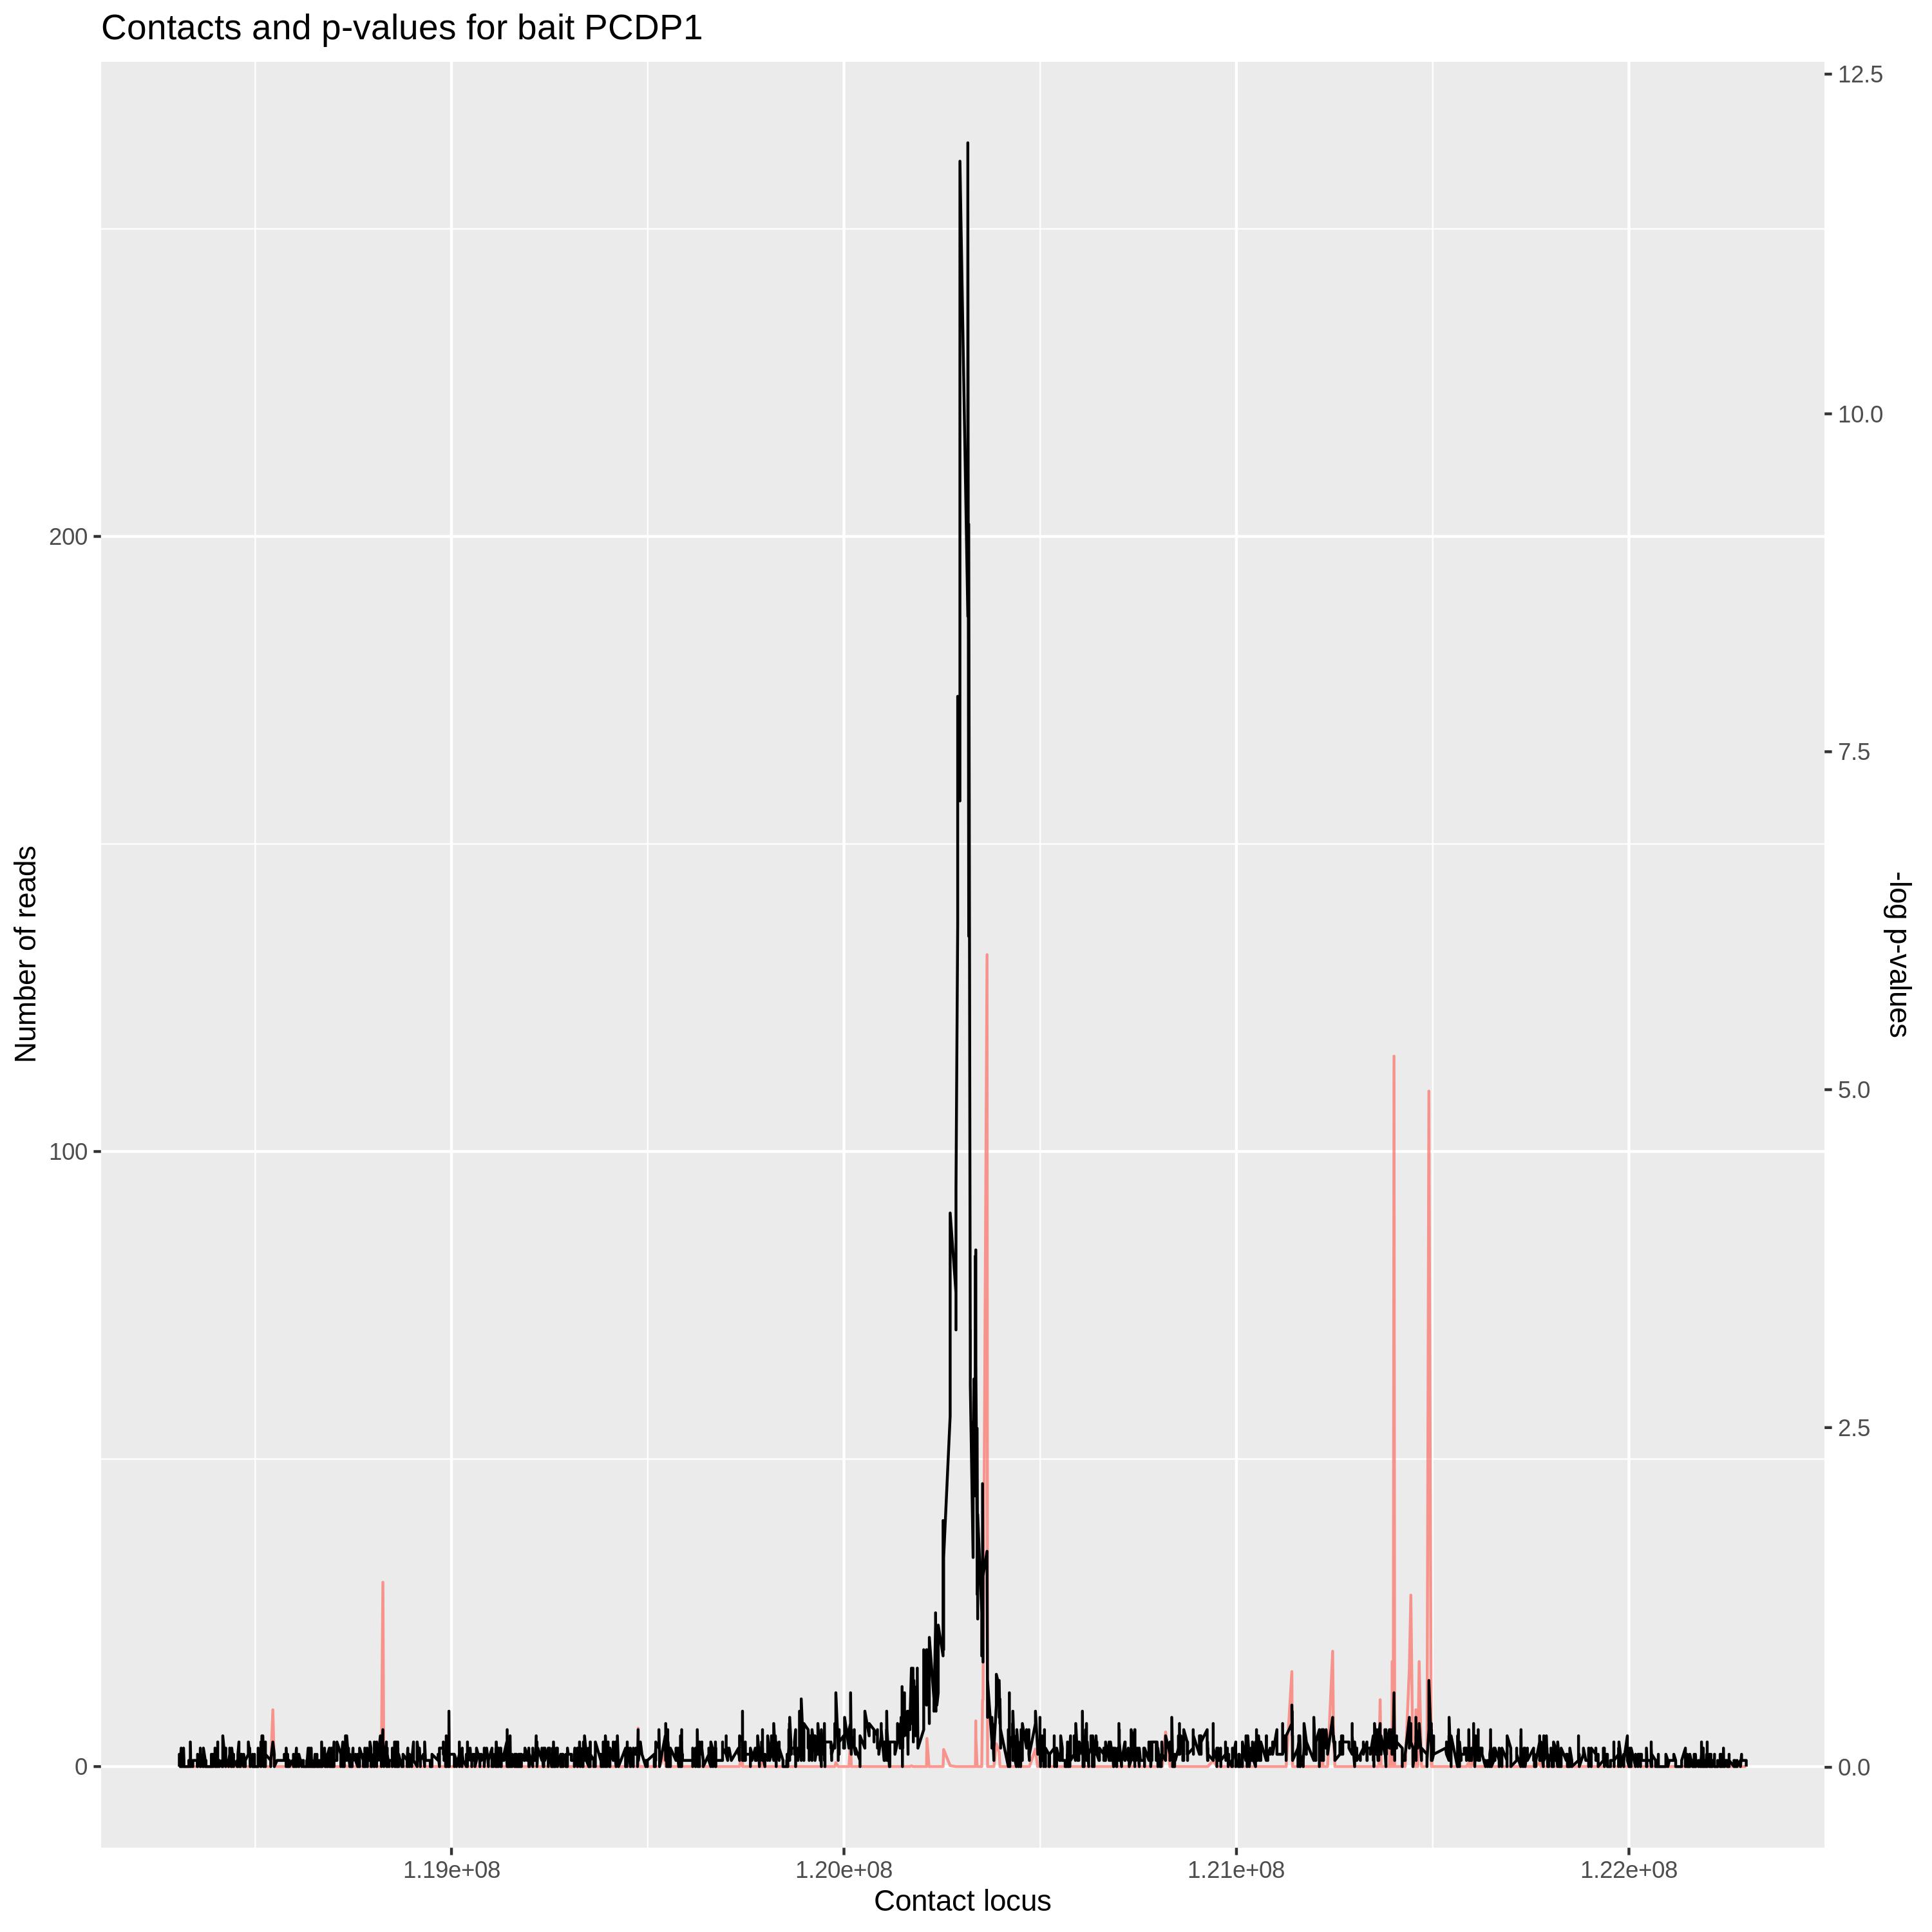 Contacts and p-values for bait PCDP1
12.5
10.0
200
7.5
Number of reads
-log p-values
5.0
100
2.5
0
0.0
1.19e+08
1.20e+08
1.21e+08
1.22e+08
Contact locus